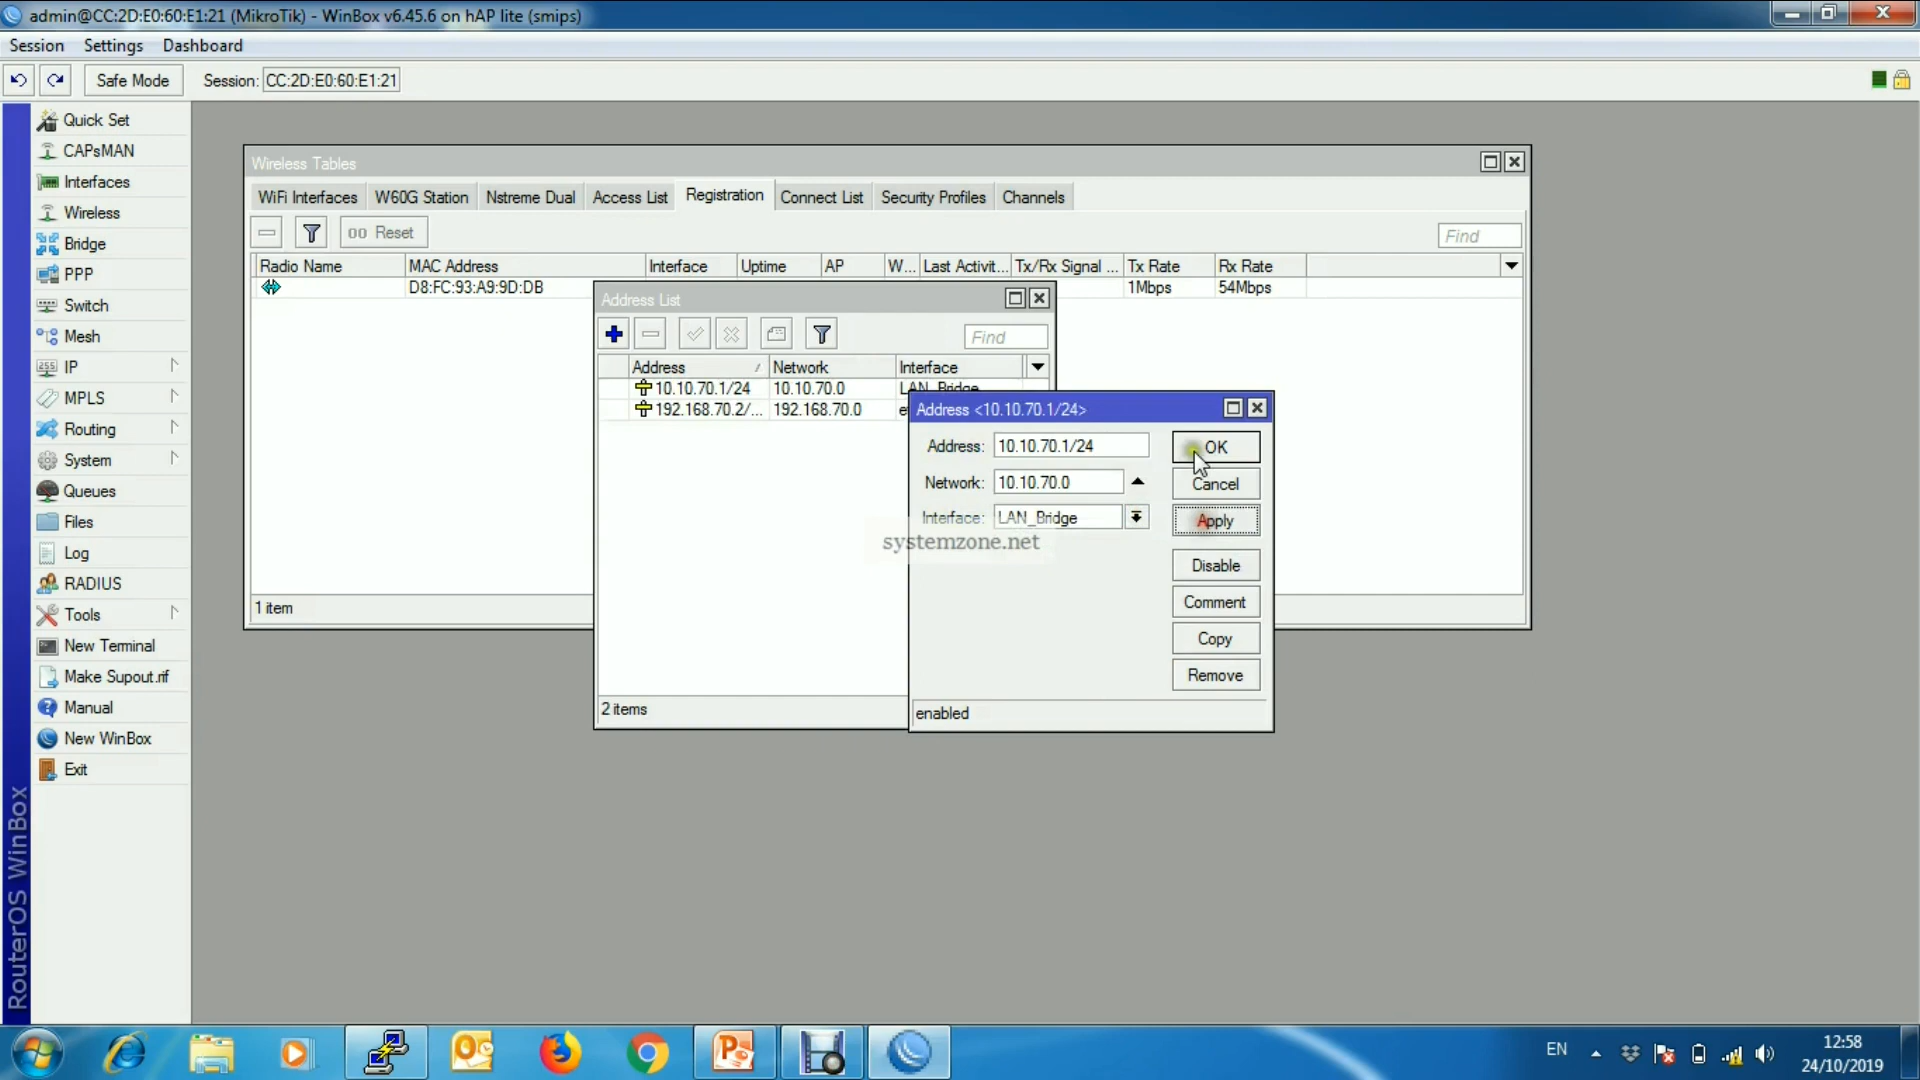 admin@CC:2D:E0:60:E1:21 (MikroTik) - WinBox v6.45.6 on hAP lite (smips)
Session Settings Dashboard
Safe Mode Session: CC:2D:E0:60:E1:21
Quick Set
CAPsMAN
Interfaces
Wireless
Bridge
PPP
Switch
Mesh
IP
MPLS
Routing
System
Queues
Files
Log
RADIUS
Tools
New Terminal
Make Supout.rif
Manual
New WinBox
Exit
RouterOS WinBox
Wireless Tables
WiFi Interfaces W60G Station Nstreme Dual Access List Registration Connect List Security Profiles Channels
00 Reset Find
Radio Name MAC Address Interface Uptime AP W... Last Activit... Tx/Rx Signal ... Tx Rate Rx Rate
D8:FC:93:A9:9D:DB 1Mbps 54Mbps
1 item
Address List
Find
Address / Network Interface
10.10.70.1/24 10.10.70.0 LAN_Bridge
192.168.70.2/... 192.168.70.0
2 items
Address <10.10.70.1/24>
Address: 10.10.70.1/24
Network: 10.10.70.0
Interface: LAN_Bridge
OK
Cancel
Apply
Disable
Comment
Copy
Remove
enabled
systemzone.net
EN
12:58
24/10/2019